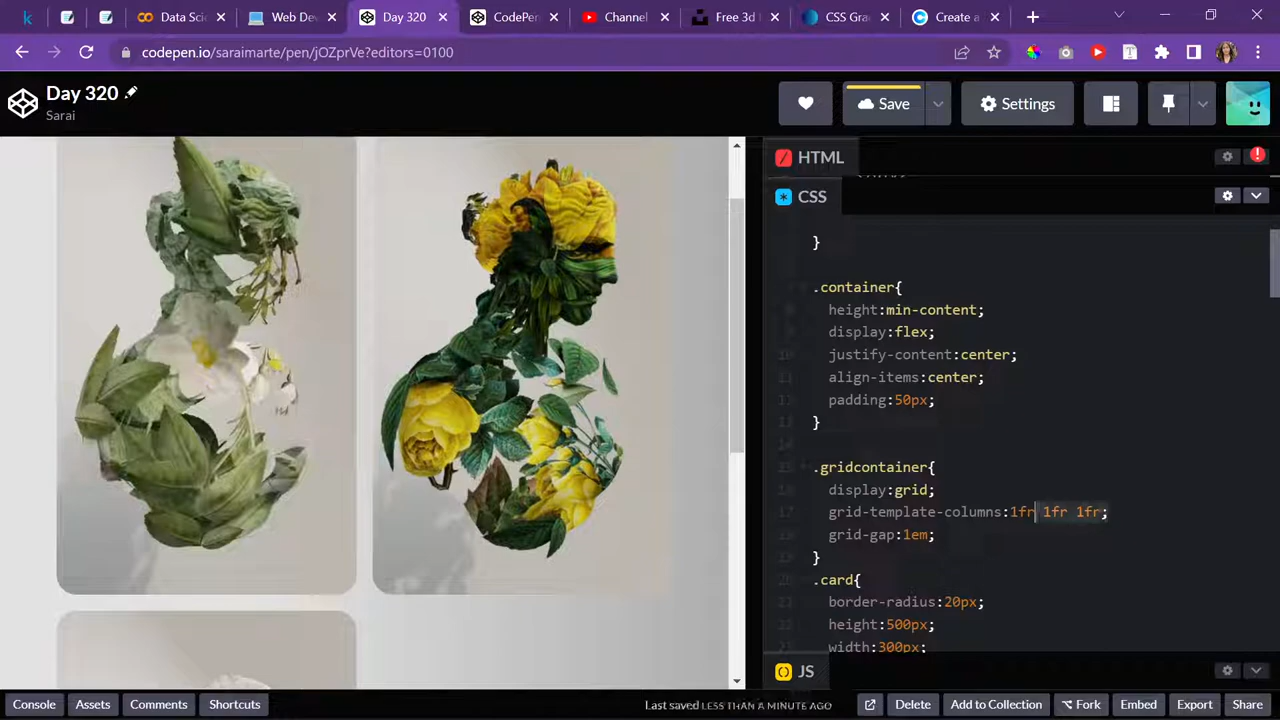 Data Scie
Web Dev
Day 320
CodePen
Channel
Free 3d
CSS Gra
Create a
codepen.io/saraimarte/pen/jOZprVe?editors=0100
Day 320
Sarai
Save
Settings
HTML
CSS
}
.container{
height:min-content;
display:flex;
justify-content:center;
align-items:center;
padding:50px;
}
.gridcontainer{
display:grid;
grid-template-columns:1fr 1fr 1fr;
grid-gap:1em;
}
.card{
border-radius:20px;
height:500px;
width:300px;
JS
Console
Assets
Comments
Shortcuts
Last saved LESS THAN A MINUTE AGO
Delete
Add to Collection
Fork
Embed
Export
Share